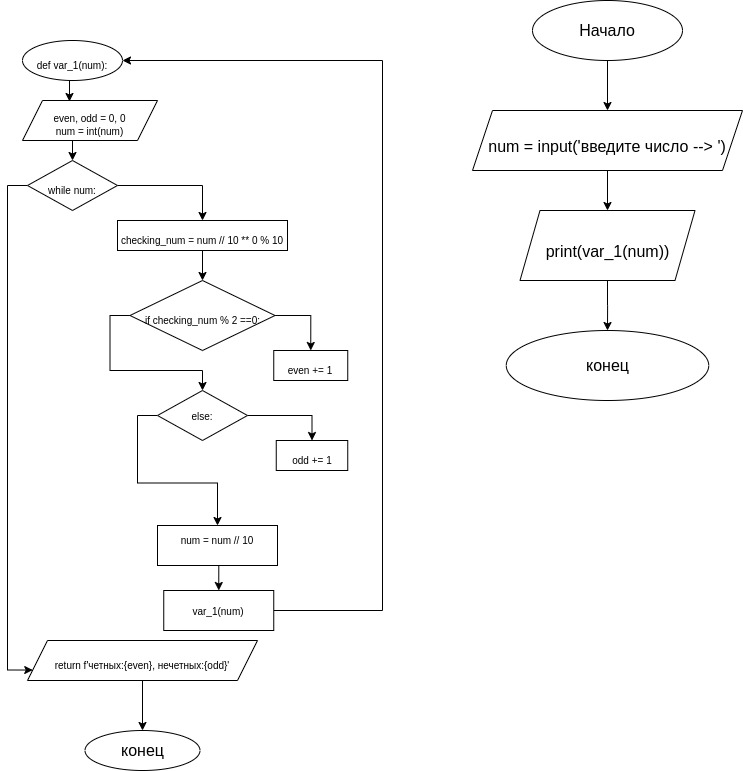 def var_1(num):
even, odd = 0, 0
num = int(num)
while num:
checking_num = num // 10 ** 0 % 10
if checking_num % 2 ==0:
even += 1
else:
odd += 1
num = num // 10
var_1(num)
return f'четных:{even}, нечетных:{odd}'
конец
Начало
num = input('введите число --> ')
print(var_1(num))
конец